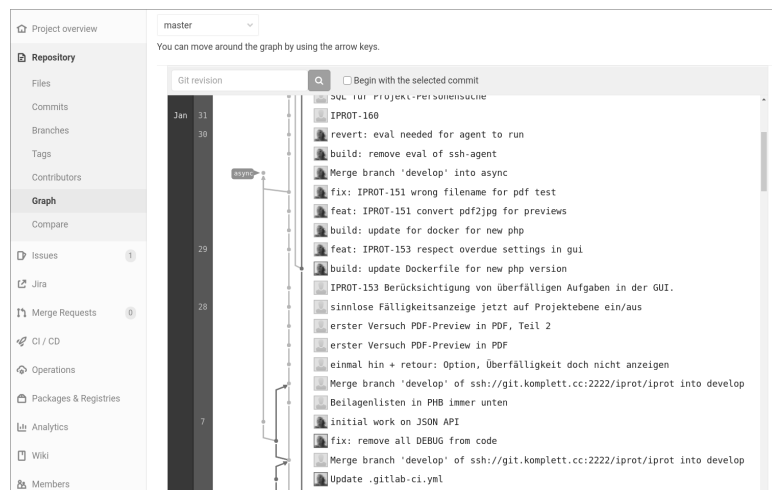 Project overview
master
You can move around the graph by using the arrow keys.
Repository
Files
Commits
Branches
Tags
Contributors
Graph
Compare
Issues 1
Jira
Merge Requests 0
CI / CD
Operations
Packages & Registries
Analytics
Wiki
Members
Git revision
Begin with the selected commit
SQL für Projekt-Personensuche
Jan 31 IPROT-160
30 revert: eval needed for agent to run
build: remove eval of ssh-agent
async Merge branch 'develop' into async
fix: IPROT-151 wrong filename for pdf test
feat: IPROT-151 convert pdf2jpg for previews
build: update for docker for new php
29 feat: IPROT-153 respect overdue settings in gui
build: update Dockerfile for new php version
IPROT-153 Berücksichtigung von überfälligen Aufgaben in der GUI.
28 sinnlose Fälligkeitsanzeige jetzt auf Projektebene ein/aus
erster Versuch PDF-Preview in PDF, Teil 2
erster Versuch PDF-Preview in PDF
einmal hin + retour: Option, Überfälligkeit doch nicht anzeigen
Merge branch 'develop' of ssh://git.komplett.cc:2222/iprot/iprot into develop
Beilagenlisten in PHB immer unten
7 initial work on JSON API
fix: remove all DEBUG from code
Merge branch 'develop' of ssh://git.komplett.cc:2222/iprot/iprot into develop
Update .gitlab-ci.yml